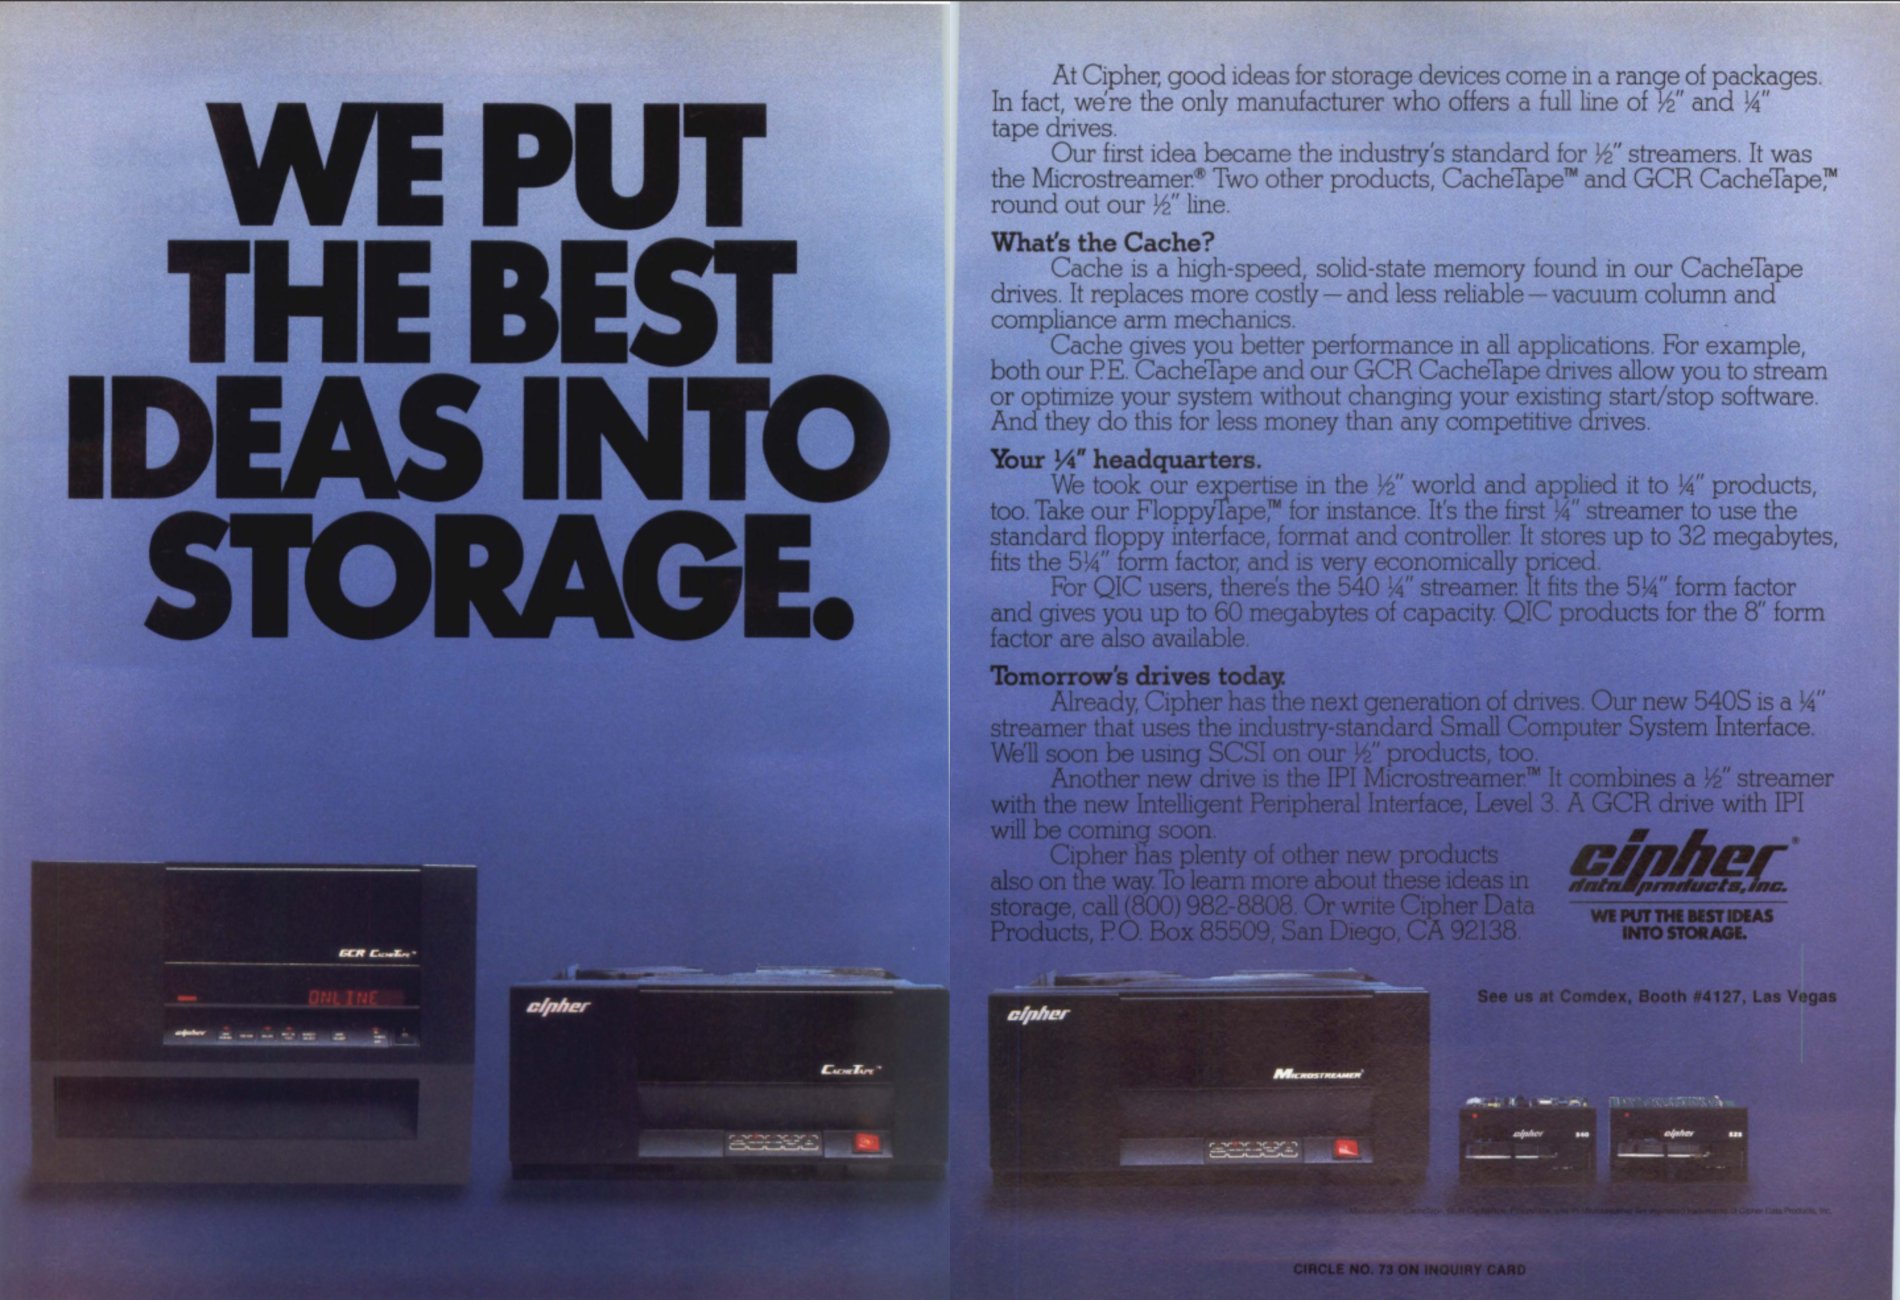 WE PUT
THE BEST
IDEAS INTO
STORAGE.
GCR CacheTape™
ONLINE
cipher
cipher
CacheTape™
At Cipher, good ideas for storage devices come in a range of packages.
In fact, we're the only manufacturer who offers a full line of ½" and ¼"
tape drives.
Our first idea became the industry's standard for ½" streamers. It was
the Microstreamer.® Two other products, CacheTape™ and GCR CacheTape,™
round out our ½" line.
What's the Cache?
Cache is a high-speed, solid-state memory found in our CacheTape
drives. It replaces more costly — and less reliable — vacuum column and
compliance arm mechanics.
Cache gives you better performance in all applications. For example,
both our P.E. CacheTape and our GCR CacheTape drives allow you to stream
or optimize your system without changing your existing start/stop software.
And they do this for less money than any competitive drives.
Your ¼" headquarters.
We took our expertise in the ½" world and applied it to ¼" products,
too. Take our FloppyTape,™ for instance. It's the first ¼" streamer to use the
standard floppy interface, format and controller. It stores up to 32 megabytes,
fits the 5¼" form factor, and is very economically priced.
For QIC users, there's the 540 ¼" streamer. It fits the 5¼" form factor
and gives you up to 60 megabytes of capacity. QIC products for the 8" form
factor are also available.
Tomorrow's drives today.
Already, Cipher has the next generation of drives. Our new 540S is a ¼"
streamer that uses the industry-standard Small Computer System Interface.
We'll soon be using SCSI on our ½" products, too.
Another new drive is the IPI Microstreamer.™ It combines a ½" streamer
with the new Intelligent Peripheral Interface, Level 3. A GCR drive with IPI
will be coming soon.
Cipher has plenty of other new products
also on the way. To learn more about these ideas in
storage, call (800) 982-8808. Or write Cipher Data
Products, P.O. Box 85509, San Diego, CA 92138.
cipher®
data products, inc.
WE PUT THE BEST IDEAS
INTO STORAGE.
See us at Comdex, Booth #4127, Las Vegas
cipher
Microstreamer®
cipher 540
cipher 525
trademarks of Cipher Data Products, Inc.
CIRCLE NO. 73 ON INQUIRY CARD